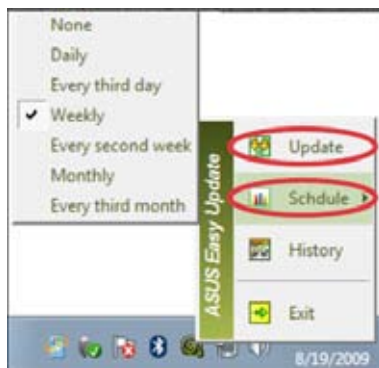 None
Daily
Every third day
Weekly
Every second week
Monthly
Every third month
ASUS Easy Update
Update
Schdule
History
Exit
8/19/2009